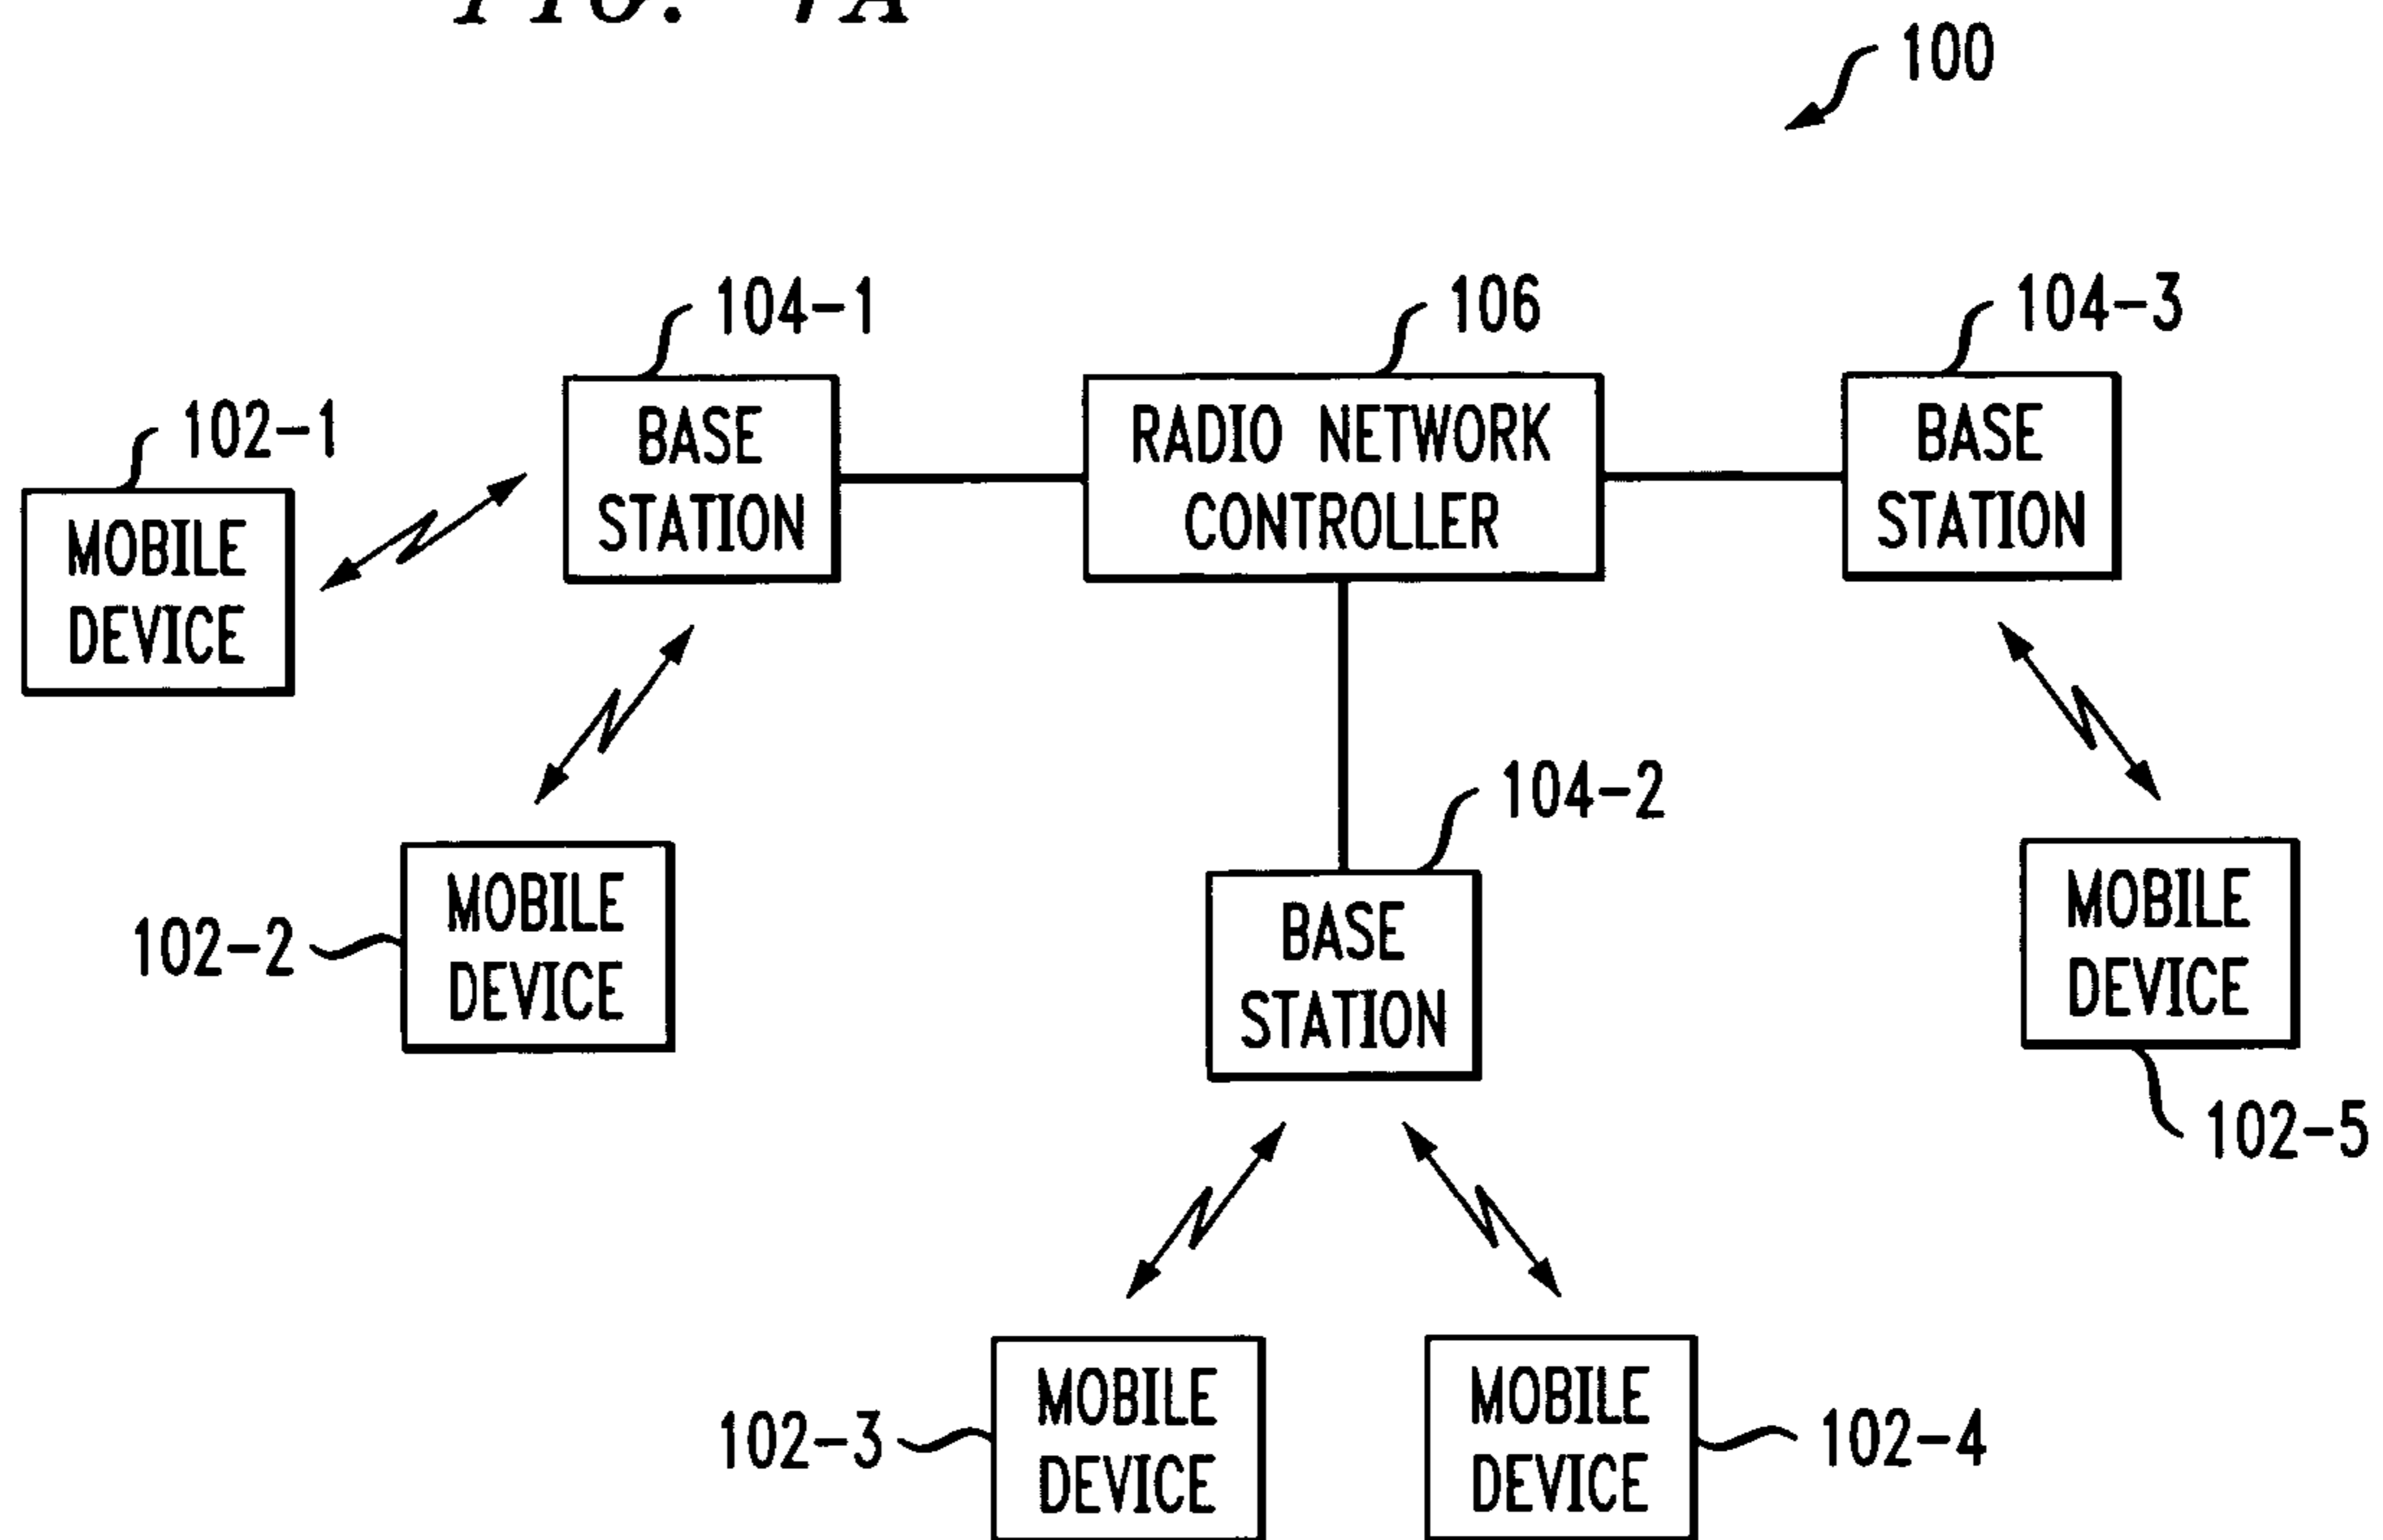 100
104-1
106
104-3
102-1
BASE
STATION
RADIO NETWORK
CONTROLLER
BASE
STATION
MOBILE
DEVICE
104-2
102-2
MOBILE
DEVICE
BASE
STATION
MOBILE
DEVICE
102-5
102-3
MOBILE
DEVICE
MOBILE
DEVICE
102-4